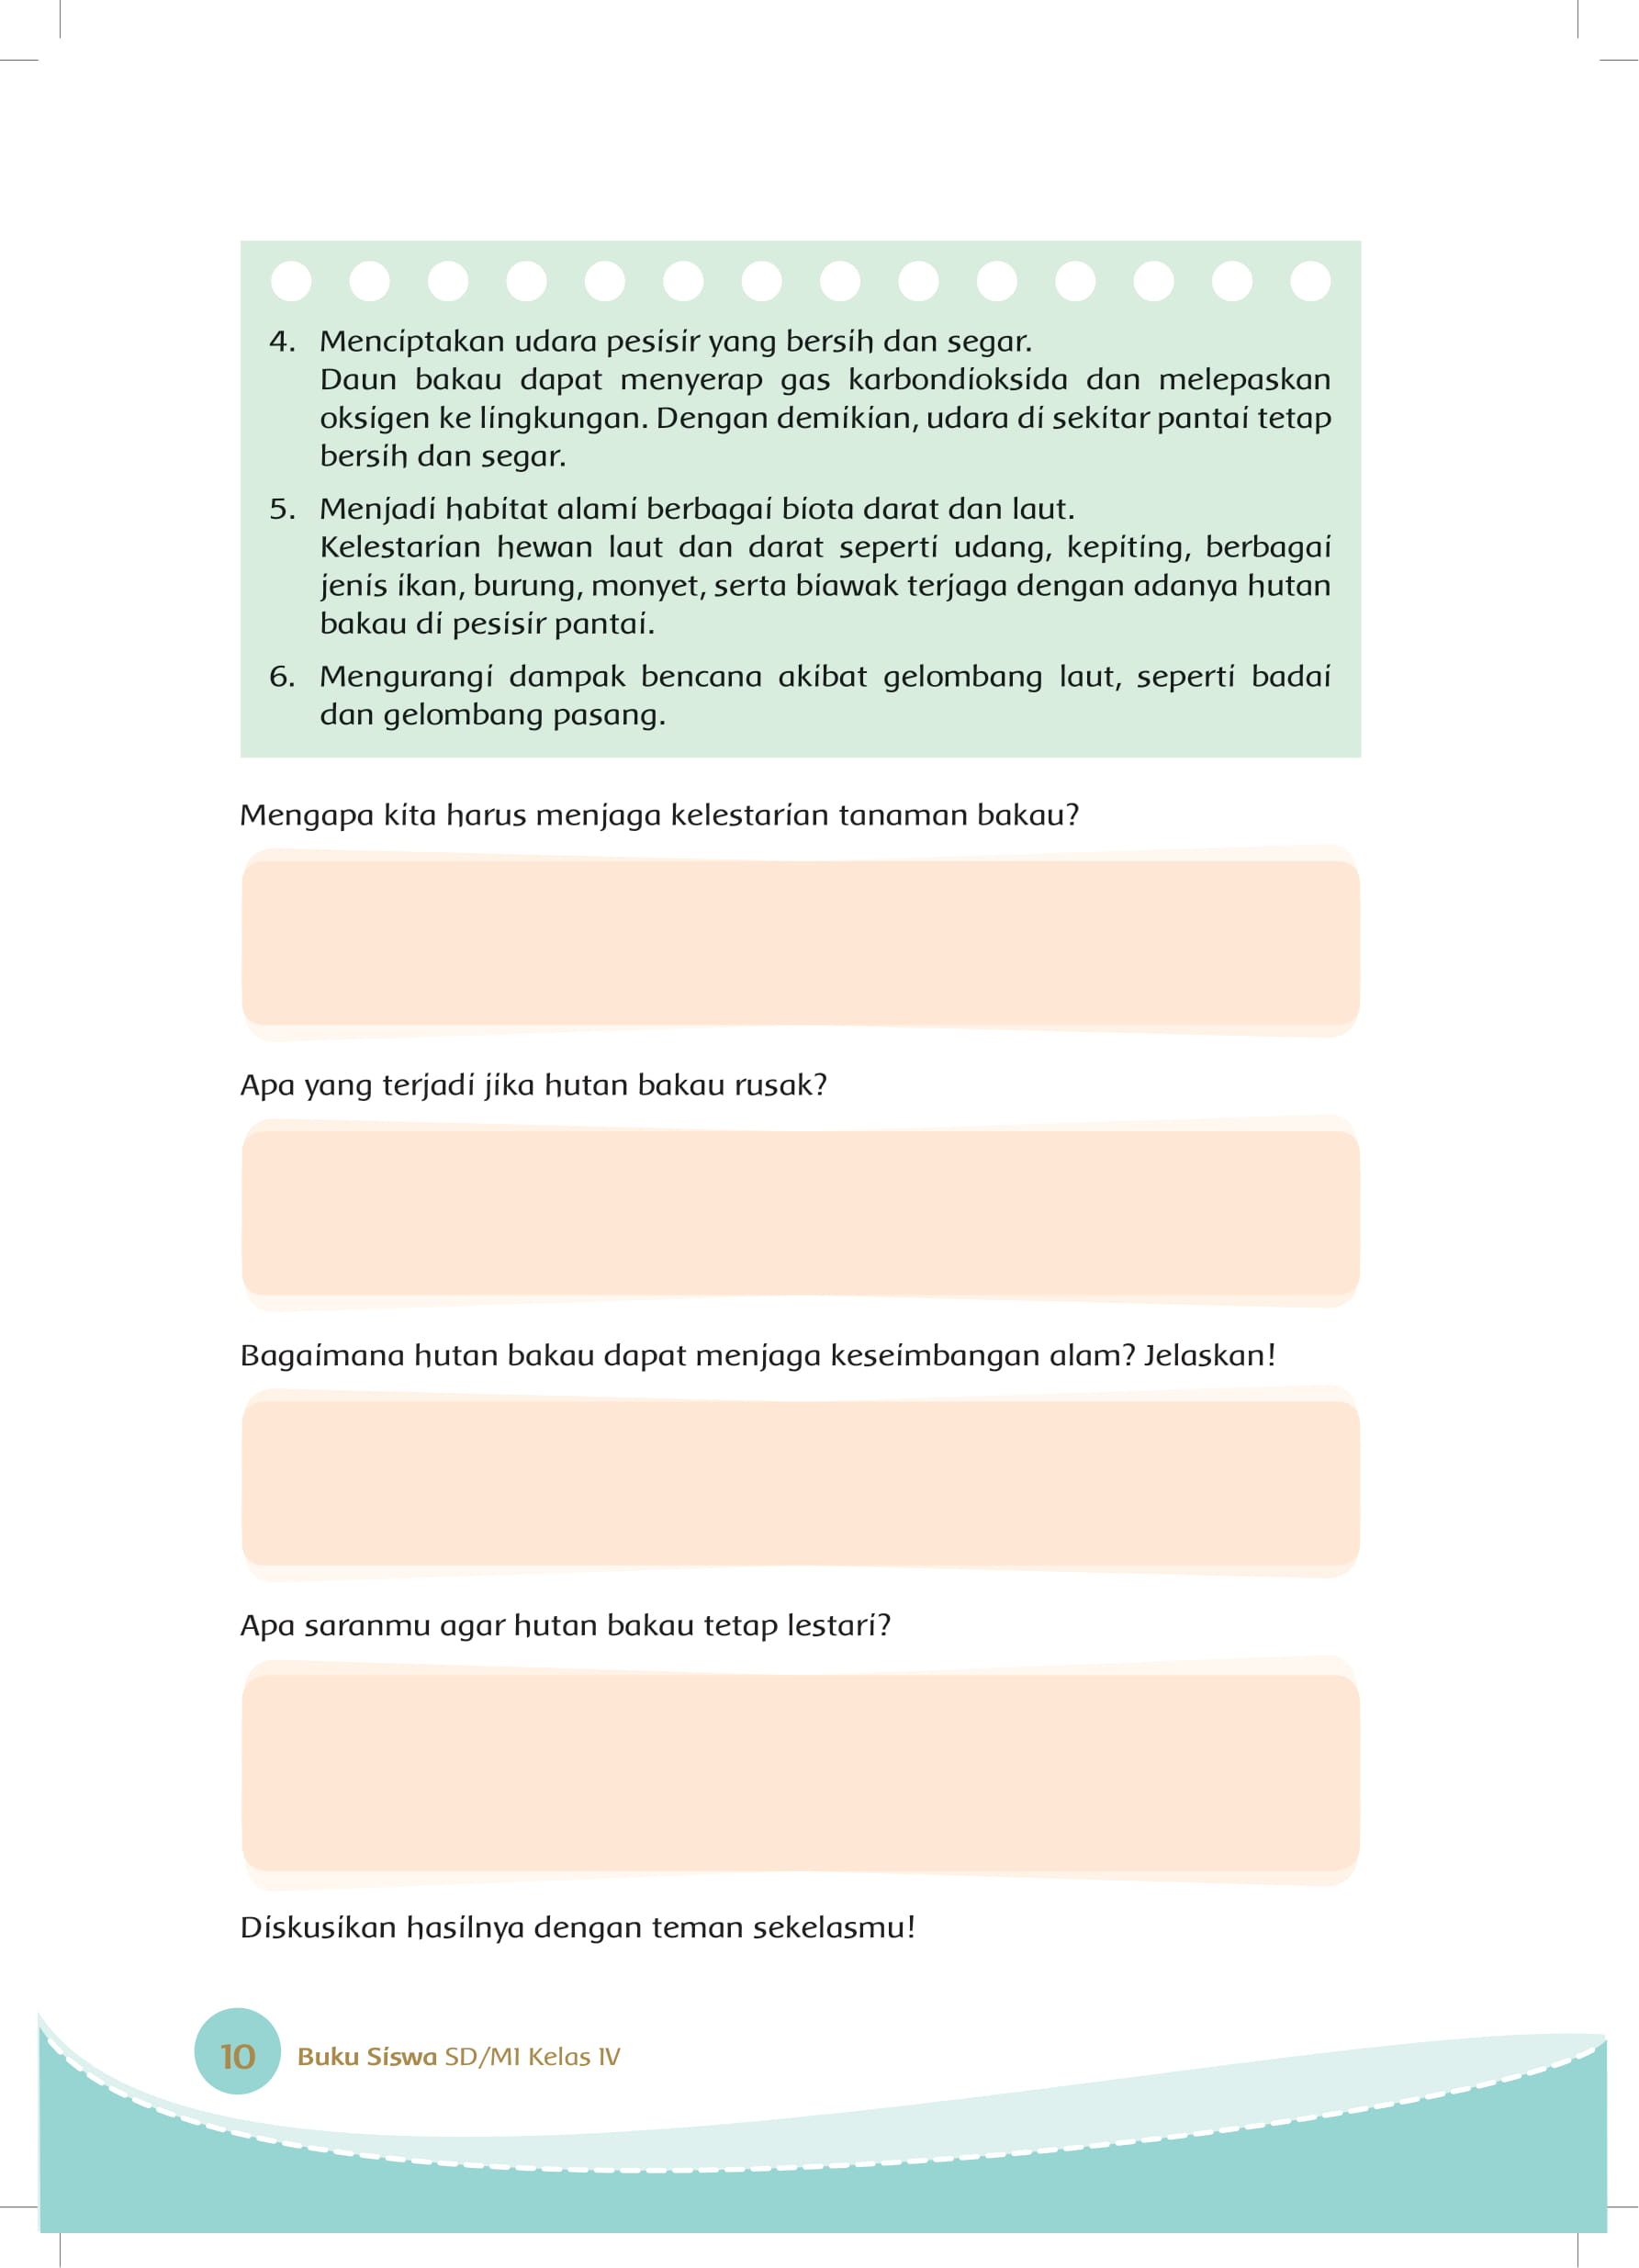 4. Menciptakan udara pesisir yang bersih dan segar.
Daun bakau dapat menyerap gas karbondioksida dan melepaskan
oksigen ke lingkungan. Dengan demikian, udara di sekitar pantai tetap
bersih dan segar.
5. Menjadi habitat alami berbagai biota darat dan laut.
Kelestarian hewan laut dan darat seperti udang, kepiting, berbagai
jenis ikan, burung, monyet, serta biawak terjaga dengan adanya hutan
bakau di pesisir pantai.
6. Mengurangi dampak bencana akibat gelombang laut, seperti badai
dan gelombang pasang.
Mengapa kita harus menjaga kelestarian tanaman bakau?
Apa yang terjadi jika hutan bakau rusak?
Bagaimana hutan bakau dapat menjaga keseimbangan alam? Jelaskan!
Apa saranmu agar hutan bakau tetap lestari?
Diskusikan hasilnya dengan teman sekelasmu!
10 Buku Siswa SD/MI Kelas IV